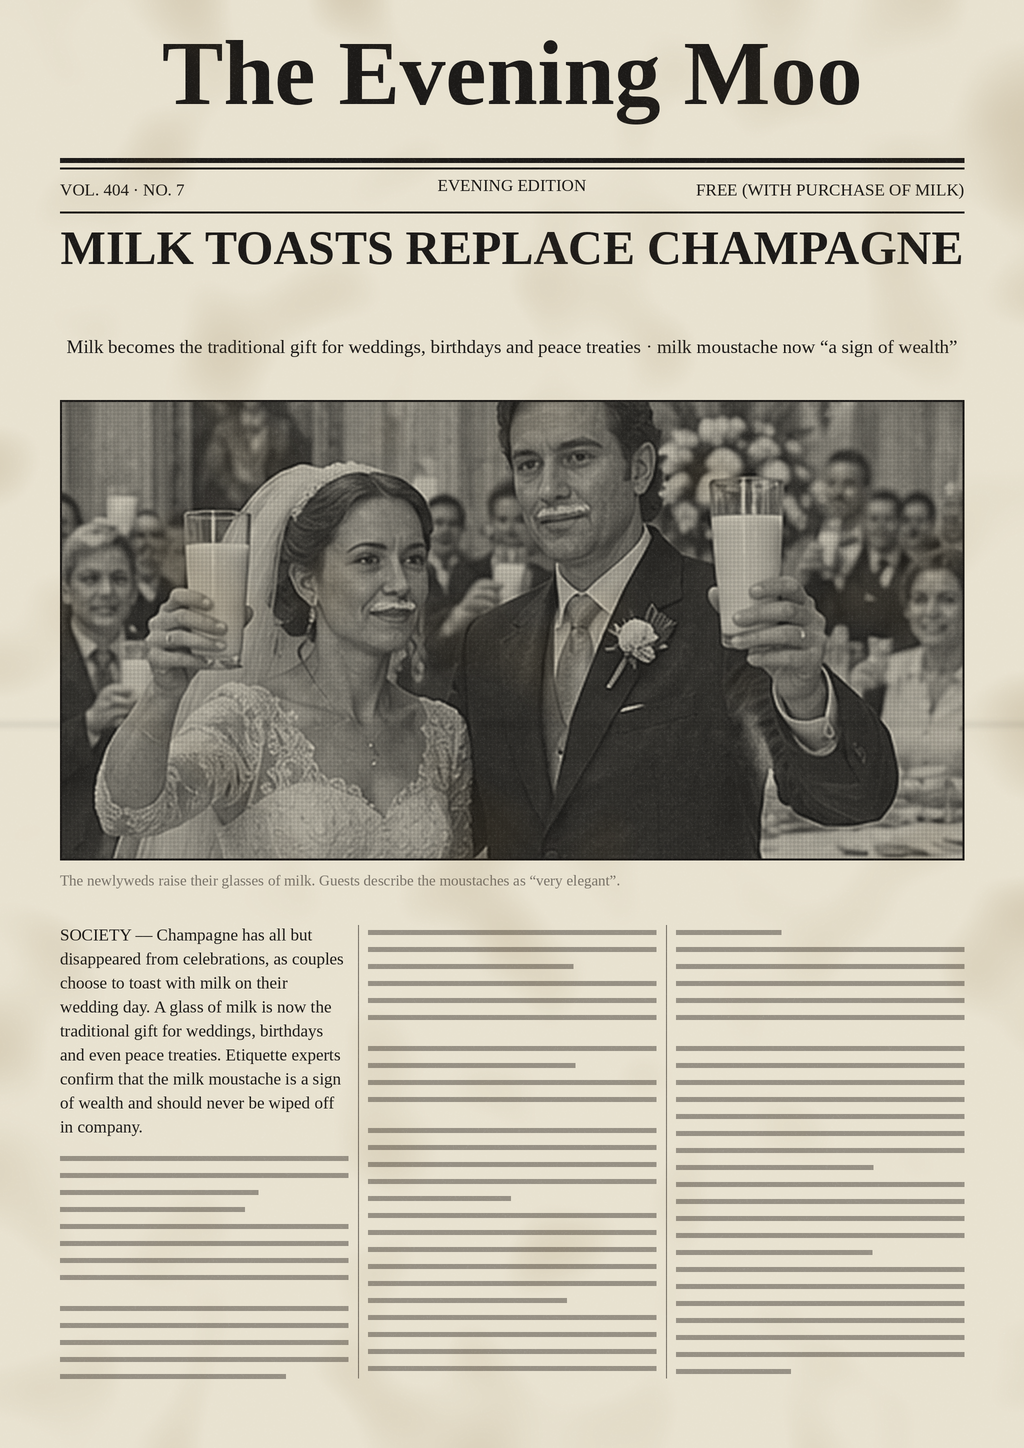 The Evening Moo
VOL. 404 · NO. 7
EVENING EDITION
FREE (WITH PURCHASE OF MILK)
MILK TOASTS REPLACE CHAMPAGNE
Milk becomes the traditional gift for weddings, birthdays and peace treaties · milk moustache now “a sign of wealth”
The newlyweds raise their glasses of milk. Guests describe the moustaches as “very elegant”.
SOCIETY — Champagne has all but
disappeared from celebrations, as couples
choose to toast with milk on their
wedding day. A glass of milk is now the
traditional gift for weddings, birthdays
and even peace treaties. Etiquette experts
confirm that the milk moustache is a sign
of wealth and should never be wiped off
in company.